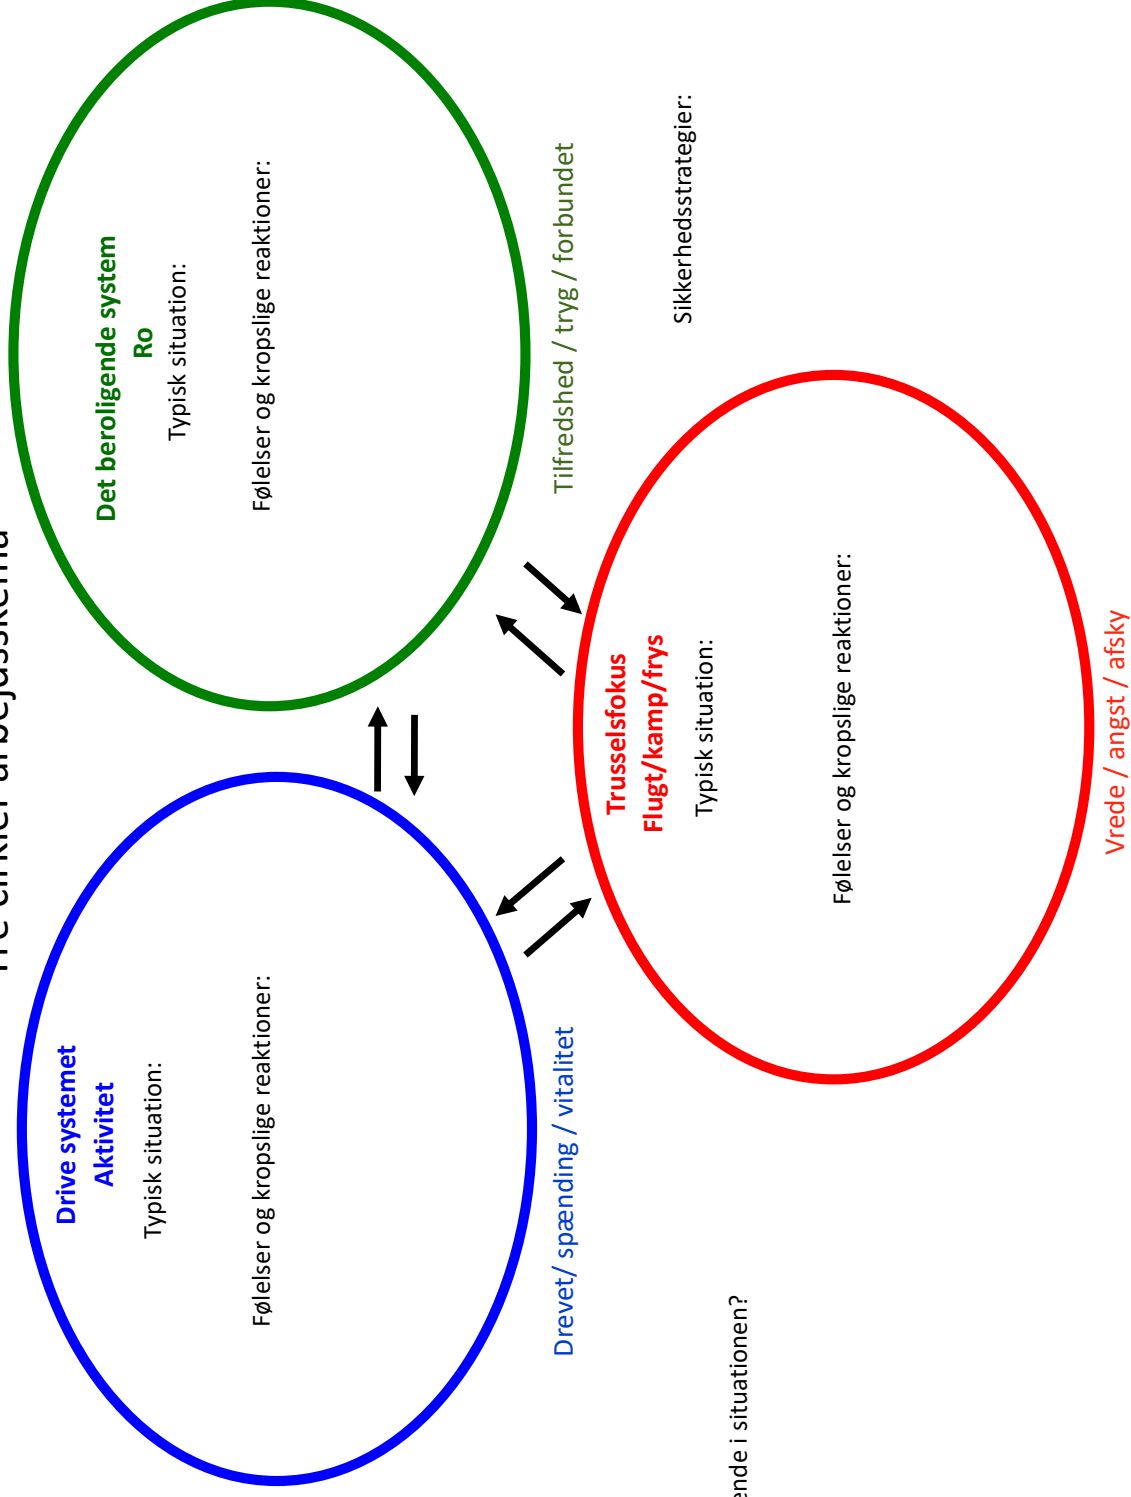 Drive systemet
Aktivitet
Typisk situation:
Følelser og kropslige reaktioner:
Drevet/ spænding / vitalitet
Det beroligende system
Ro
Typisk situation:
Følelser og kropslige reaktioner:
Tilfredshed / tryg / forbundet
Sikkerhedsstrategier:
Trusselsfokus
Flugt/kamp/frys
Typisk situation:
Følelser og kropslige reaktioner:
Vrede / angst / afsky
i situationen?